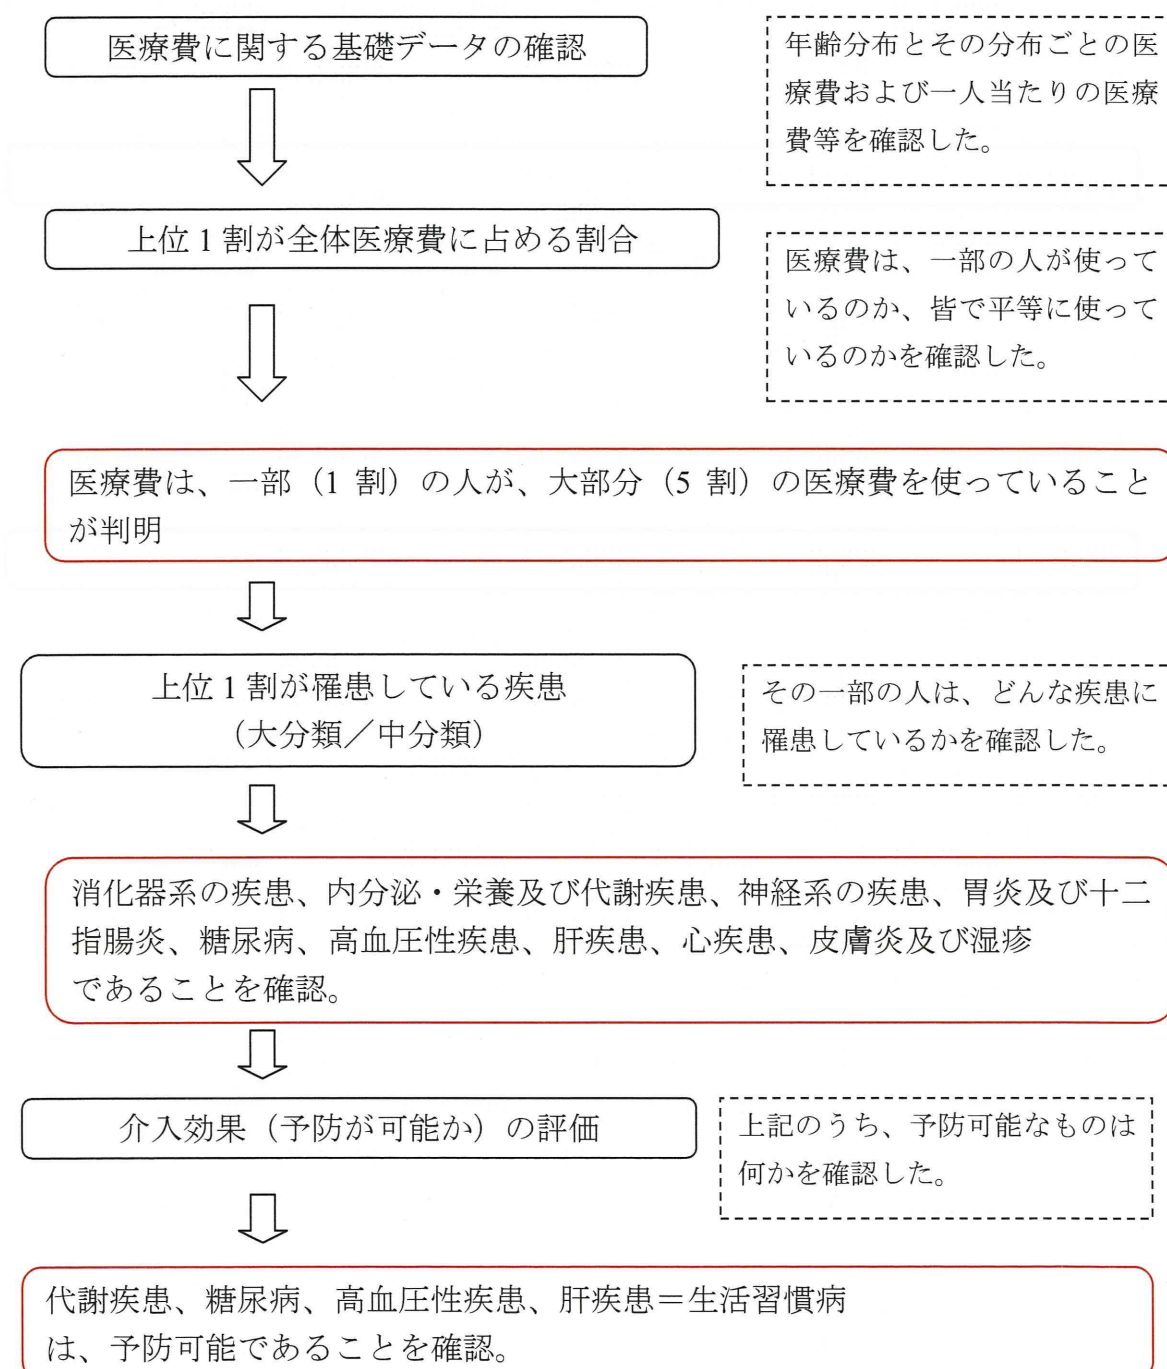 医療費に関する基礎データの確認
年齢分布とその分布ごとの医
療費および一人当たりの医療
費等を確認した。
上位1割が全体医療費に占める割合
医療費は、一部の人が使って
いるのか、皆で平等に使って
いるのかを確認した。
医療費は、一部（1 割）の人が、大部分（5 割）の医療費を使っていること
が判明
上位1割が罹患している疾患
（大分類／中分類）
その一部の人は、どんな疾患に
罹患しているかを確認した。
消化器系の疾患、内分泌・栄養及び代謝疾患、神経系の疾患、胃炎及び十二
指腸炎、糖尿病、高血圧性疾患、肝疾患、心疾患、皮膚炎及び湿疹
であることを確認。
介入効果（予防が可能か）の評価
上記のうち、予防可能なものは
何かを確認した。
代謝疾患、糖尿病、高血圧性疾患、肝疾患＝生活習慣病
は、予防可能であることを確認。